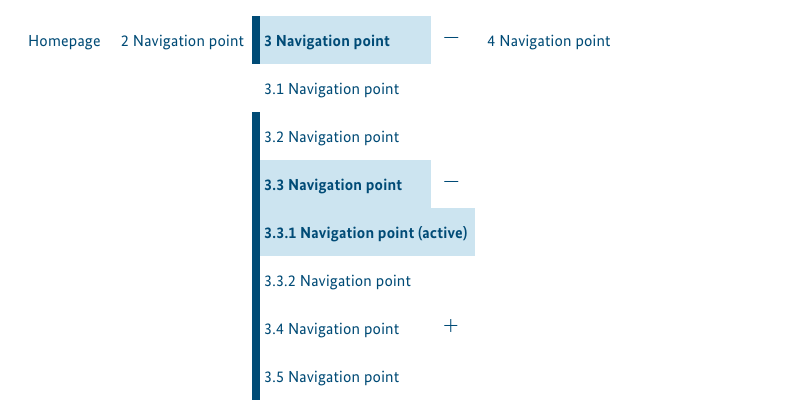 Homepage 2 Navigation point 3 Navigation point — 4 Navigation point
3.1 Navigation point
3.2 Navigation point
3.3 Navigation point —
3.3.1 Navigation point (active)
3.3.2 Navigation point
3.4 Navigation point +
3.5 Navigation point